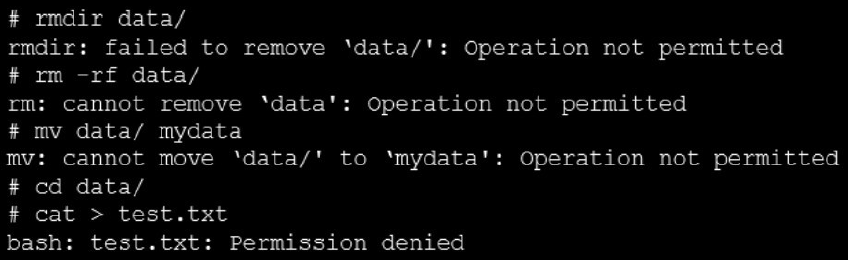 # rmdir data/
rmdir: failed to remove ‘data/': Operation not permitted
# rm -rf data/
rm: cannot remove ‘data': Operation not permitted
# mv data/ mydata
mv: cannot move ‘data/' to ‘mydata': Operation not permitted
# cd data/
# cat > test.txt
bash: test.txt: Permission denied